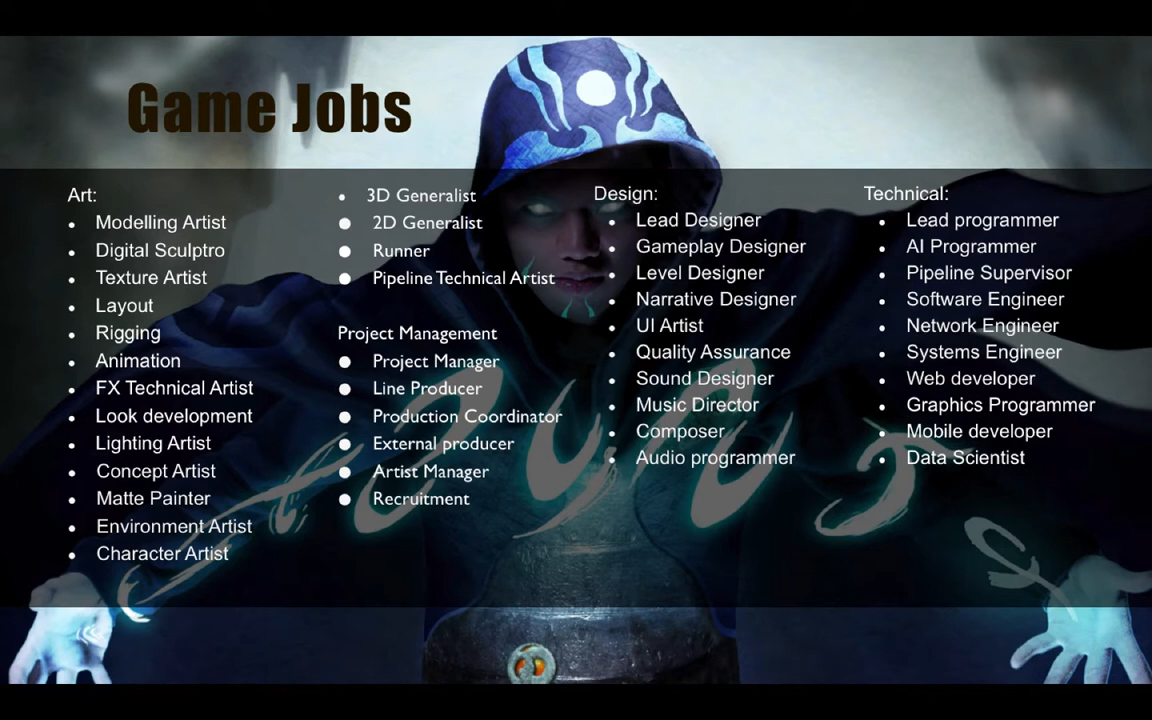 Game Jobs
Art:
Modelling Artist
Digital Sculptro
Texture Artist
Layout
Rigging
Animation
FX Technical Artist
Look development
Lighting Artist
Concept Artist
Matte Painter
Environment Artist
Character Artist
3D Generalist
2D Generalist
Runner
Pipeline Technical Artist
Project Management
Project Manager
Line Producer
Production Coordinator
External producer
Artist Manager
Recruitment
Design:
Lead Designer
Gameplay Designer
Level Designer
Narrative Designer
UI Artist
Quality Assurance
Sound Designer
Music Director
Composer
Audio programmer
Technical:
Lead programmer
AI Programmer
Pipeline Supervisor
Software Engineer
Network Engineer
Systems Engineer
Web developer
Graphics Programmer
Mobile developer
Data Scientist